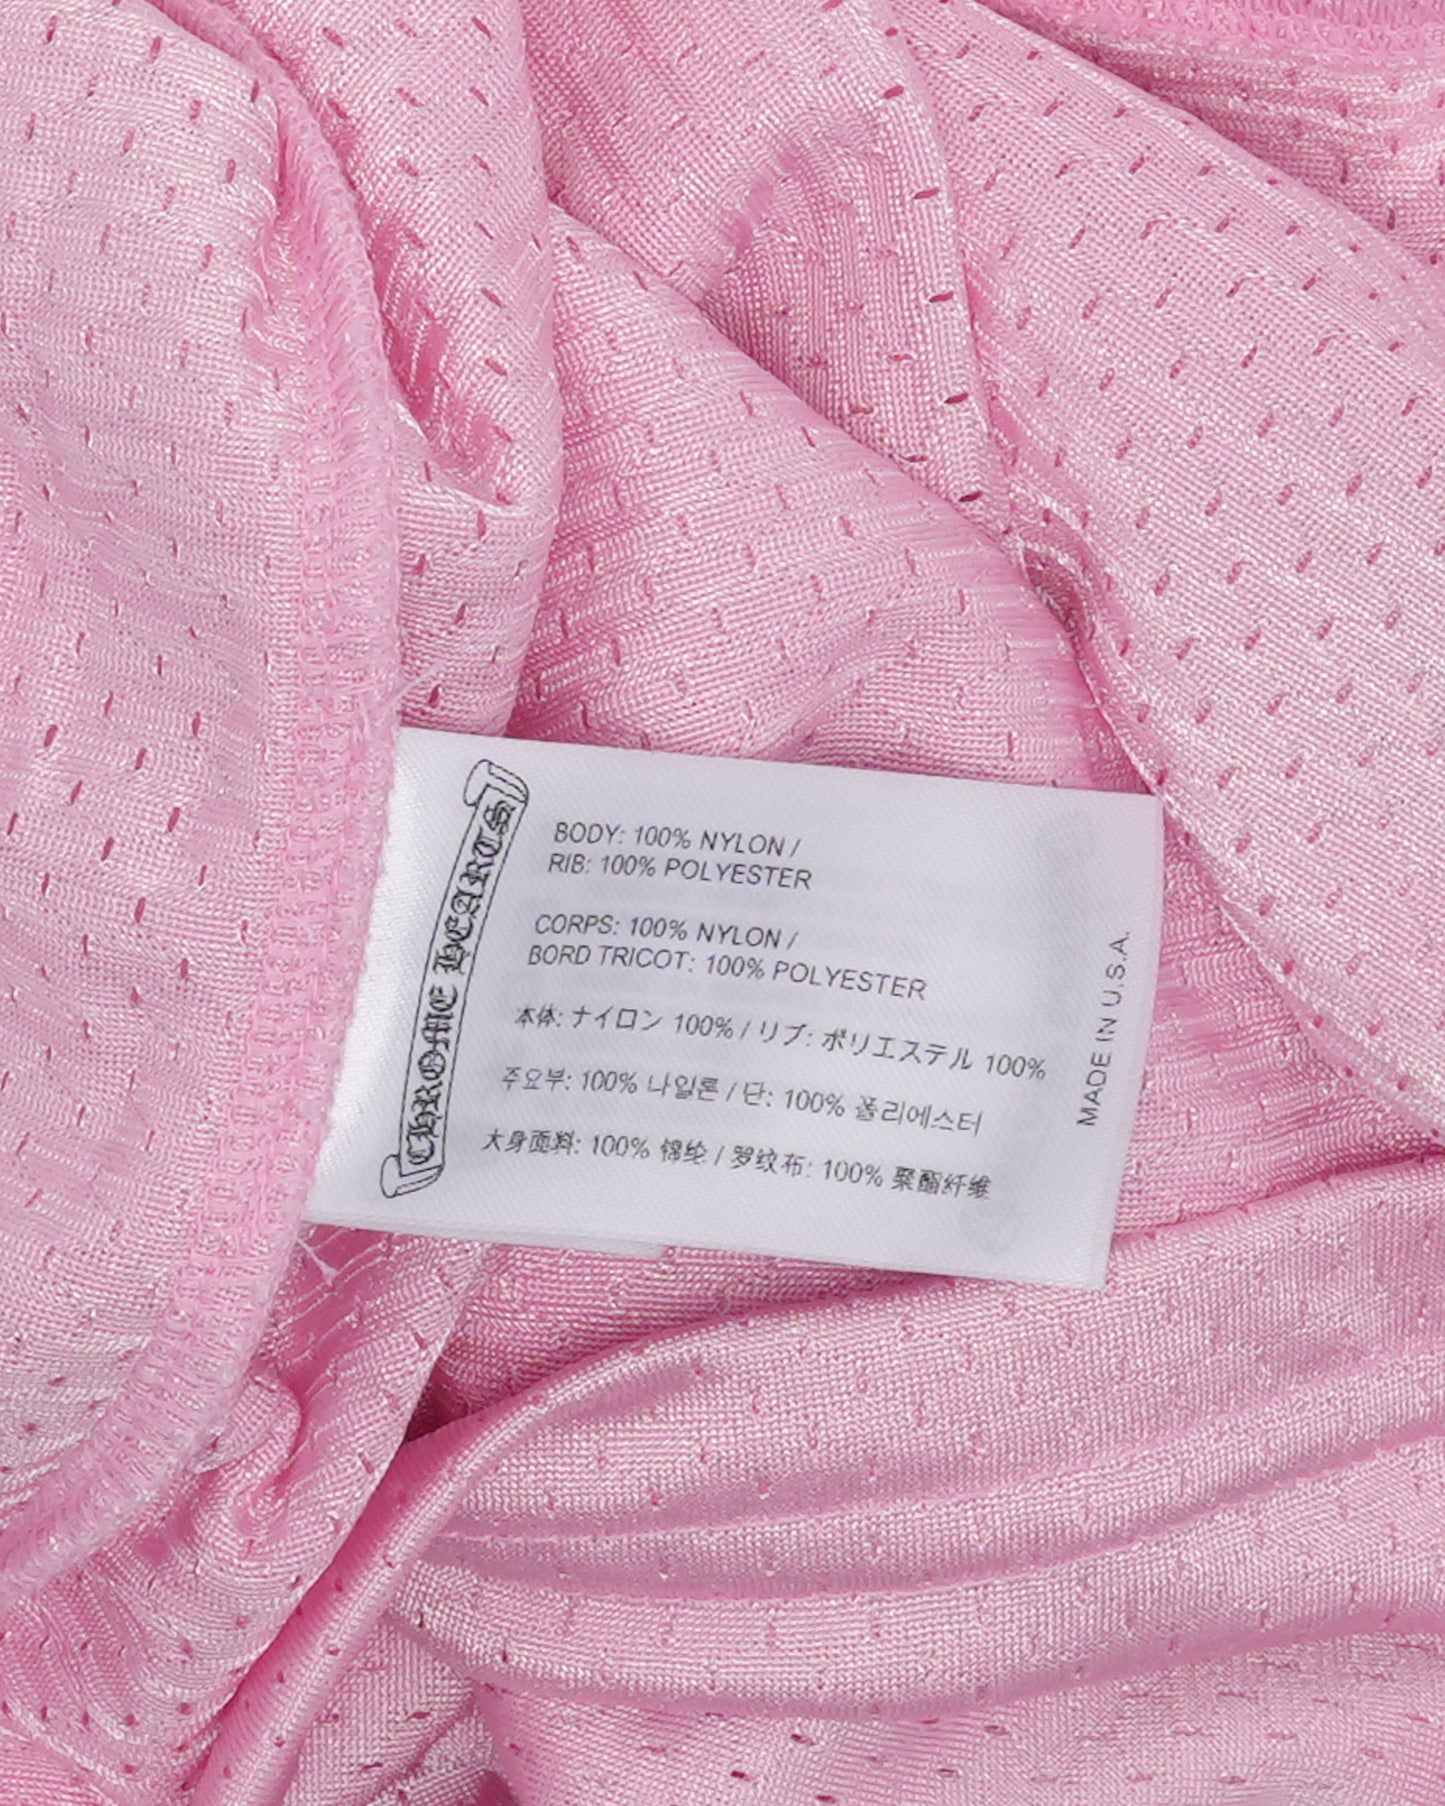 CHROME HEARTS
BODY: 100% NYLON /
RIB: 100% POLYESTER
CORPS: 100% NYLON /
BORD TRICOT: 100% POLYESTER
本体: ナイロン 100% / リブ: ポリエステル 100%
주요부: 100% 나일론 / 단: 100% 폴리에스터
大身面料: 100% 锦纶 / 罗纹布: 100% 聚酯纤维
MADE IN U.S.A.